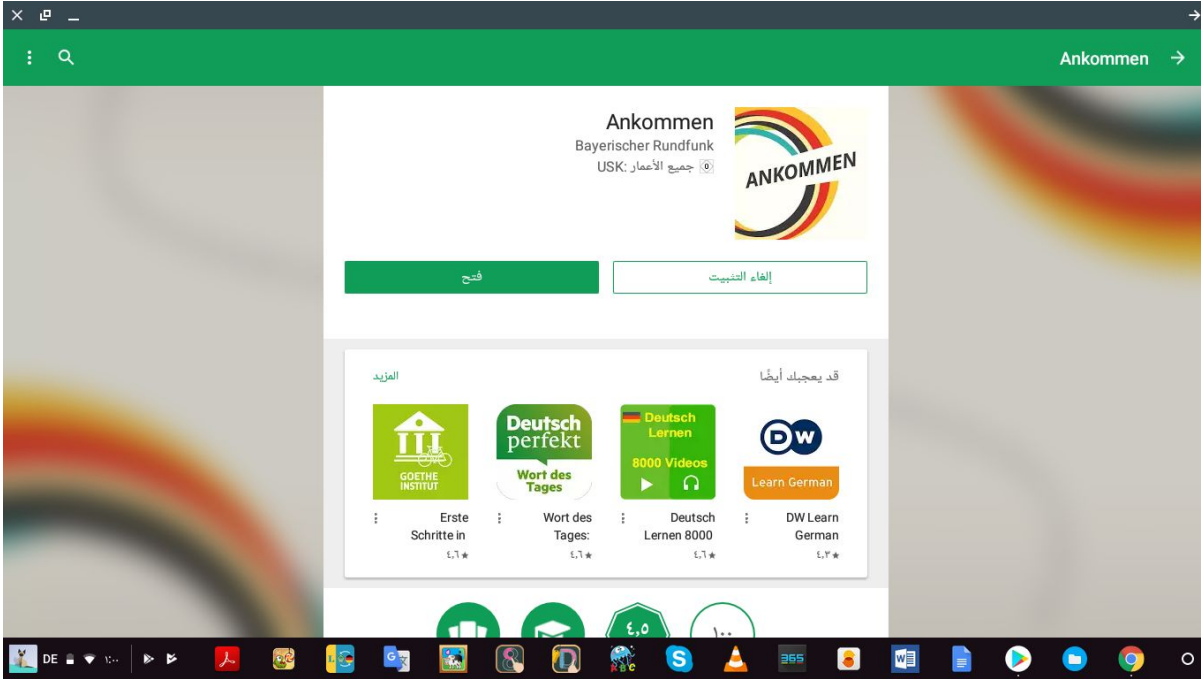 Ankommen
Ankommen
Bayerischer Rundfunk
USK: جميع الأعمار
ANKOMMEN
إلغاء التثبيت
فتح
قد يعجبك أيضًا
المزيد
DW
Learn German
Deutsch
Lernen
8000 Videos
Deutsch
perfekt
Wort des
Tages
GOETHE
INSTITUT
DW Learn
German
٤,٣ ★
Deutsch
Lernen 8000
٤,٦ ★
Wort des
Tages:
٤,٦ ★
Erste
Schritte in
٤,٦ ★
٤,٥
DE
365
ABC